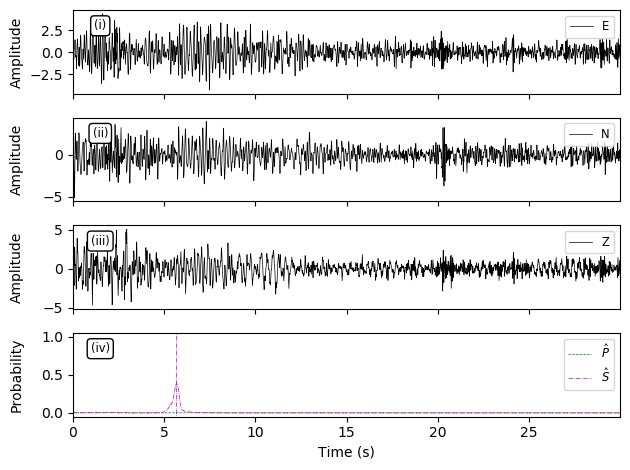 (i)
E
Amplitude
2.5
0.0
−2.5
(ii)
N
Amplitude
0
−5
(iii)
Z
Amplitude
5
0
−5
(iv)
P̂
Ŝ
Probability
1.0
0.5
0.0
0 5 10 15 20 25
Time (s)